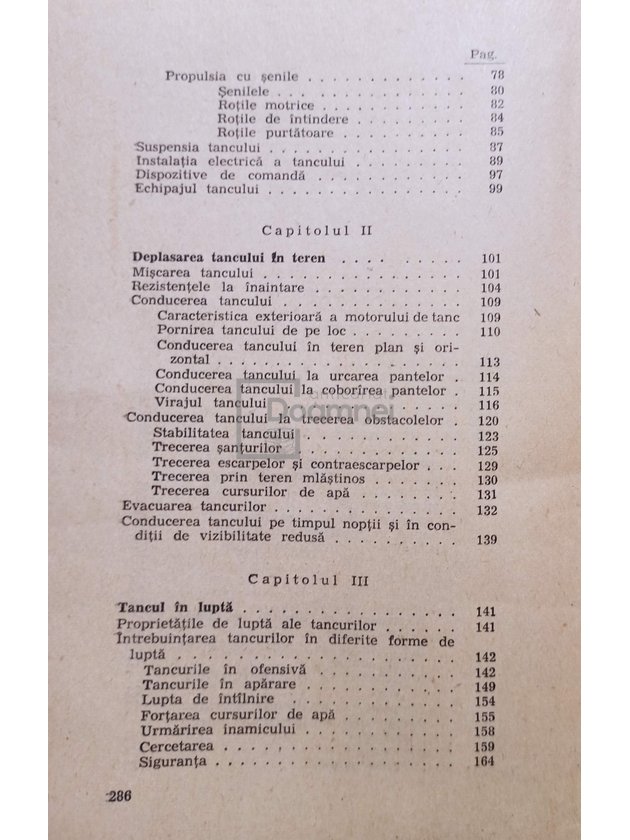 Pag.
Propulsia cu șenile . . . . . . . . . . . . 78
Șenilele . . . . . . . . . . . . 80
Roțile motrice . . . . . . . . . . 82
Roțile de întindere . . . . . . . . 84
Roțile purtătoare . . . . . . . . . 85
Suspensia tancului . . . . . . . . . . . . . . . 87
Instalația electrică a tancului . . . . . . . . . 89
Dispozitive de comandă . . . . . . . . . . . . 97
Echipajul tancului . . . . . . . . . . . . . . . 99
Capitolul II
Deplasarea tancului în teren . . . . . . . . . 101
Mișcarea tancului . . . . . . . . . . . . . . . 101
Rezistențele la înaintare . . . . . . . . . . . . 104
Conducerea tancului . . . . . . . . . . . . . . 109
Caracteristica exterioară a motorului de tanc 109
Pornirea tancului de pe loc . . . . . . . . 110
Conducerea tancului în teren plan și ori-
zontal . . . . . . . . . . . . . . . . . . 113
Conducerea tancului la urcarea pantelor . 114
Conducerea tancului la coborîrea pantelor . 115
Virajul tancului . . . . . . . . . . . . . 116
Conducerea tancului la trecerea obstacolelor . 120
Stabilitatea tancului . . . . . . . . . . . 123
Trecerea șanțurilor . . . . . . . . . . . . 125
Trecerea escarpelor și contraescarpelor . . . 129
Trecerea prin teren mlăștinos . . . . . . . 130
Trecerea cursurilor de apă . . . . . . . . 131
Evacuarea tancurilor . . . . . . . . . . . . . 132
Conducerea tancului pe timpul nopții și în con-
diții de vizibilitate redusă . . . . . . . . . . 139
Capitolul III
Tancul în luptă . . . . . . . . . . . . . . . . 141
Proprietățile de luptă ale tancurilor . . . . . . 141
Întrebuințarea tancurilor în diferite forme de
luptă . . . . . . . . . . . . . . . . . . . . 142
Tancurile în ofensivă . . . . . . . . . . . 142
Tancurile în apărare . . . . . . . . . . . . 149
Lupta de întîlnire . . . . . . . . . . . . . 154
Forțarea cursurilor de apă . . . . . . . . . 155
Urmărirea inamicului . . . . . . . . . . . . 158
Cercetarea . . . . . . . . . . . . . . . . . 159
Siguranța . . . . . . . . . . . . . . . . . . 164
286
Doamnei